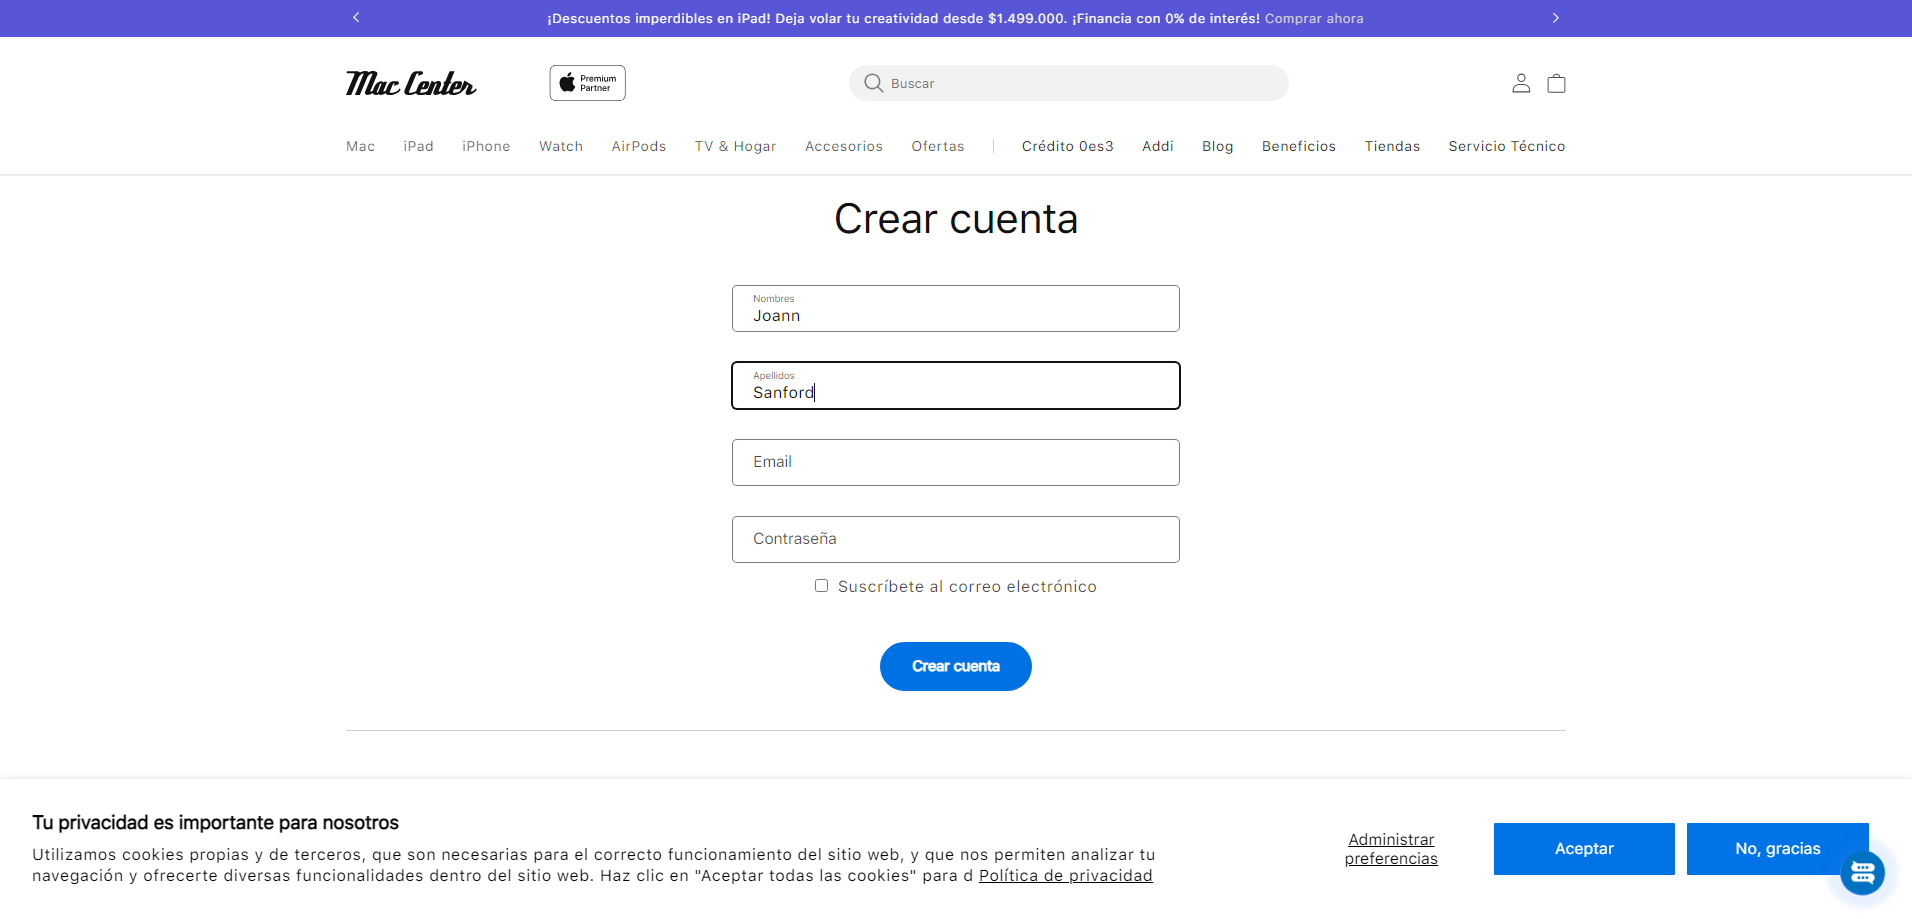 ¡Descuentos imperdibles en iPad! Deja volar tu creatividad desde $1.499.000. ¡Financia con 0% de interés! Comprar ahora
Mac Center
Premium
Partner
Buscar
Mac iPad iPhone Watch AirPods TV & Hogar Accesorios Ofertas Crédito 0es3 Addi Blog Beneficios Tiendas Servicio Técnico
Crear cuenta
Nombres
Joann
Apellidos
Sanford
Email
Contraseña
Suscríbete al correo electrónico
Crear cuenta
Tu privacidad es importante para nosotros
Utilizamos cookies propias y de terceros, que son necesarias para el correcto funcionamiento del sitio web, y que nos permiten analizar tu
navegación y ofrecerte diversas funcionalidades dentro del sitio web. Haz clic en "Aceptar todas las cookies" para d Política de privacidad
Administrar
preferencias
Aceptar
No, gracias